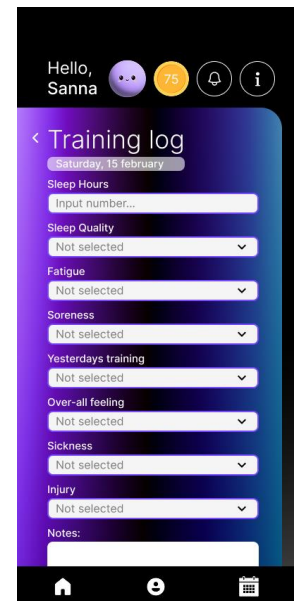 Hello,
Sanna
75
i
Training log
Saturday, 15 february
Sleep Hours
Input number...
Sleep Quality
Not selected
Fatigue
Not selected
Soreness
Not selected
Yesterdays training
Not selected
Over-all feeling
Not selected
Sickness
Not selected
Injury
Not selected
Notes: